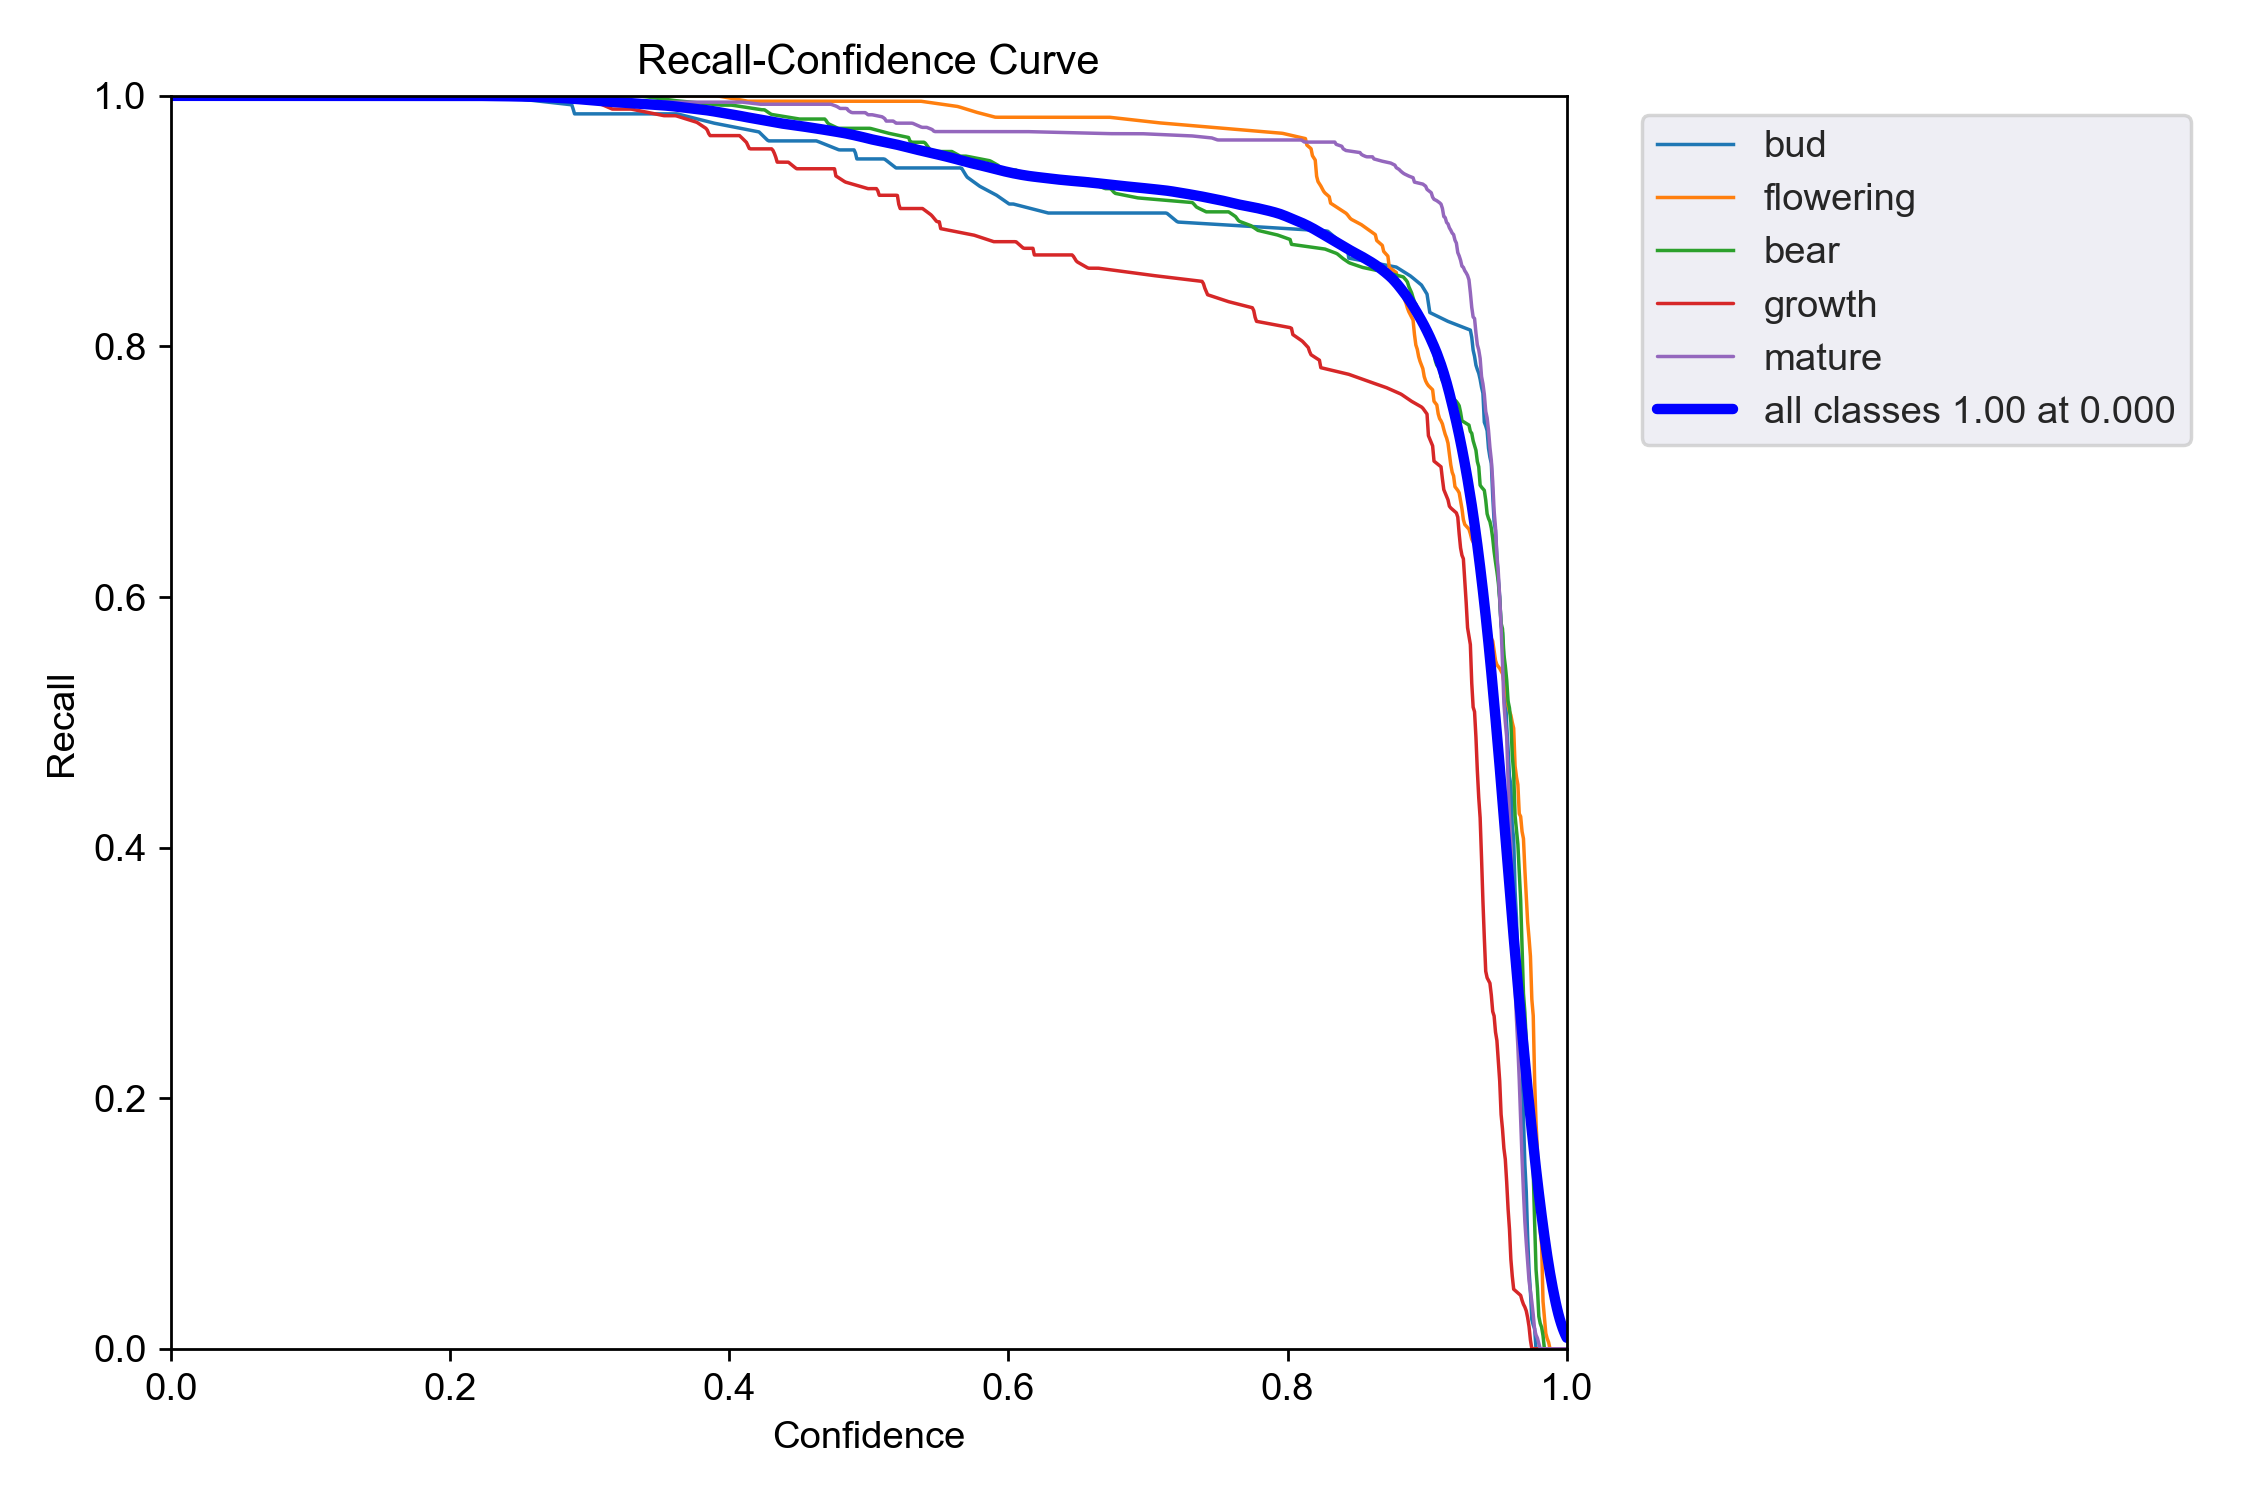 Recall-Confidence Curve
1.0
0.8
0.6
0.4
0.2
0.0
Recall
0.0 0.2 0.4 0.6 0.8 1.0
Confidence
bud
flowering
bear
growth
mature
all classes 1.00 at 0.000